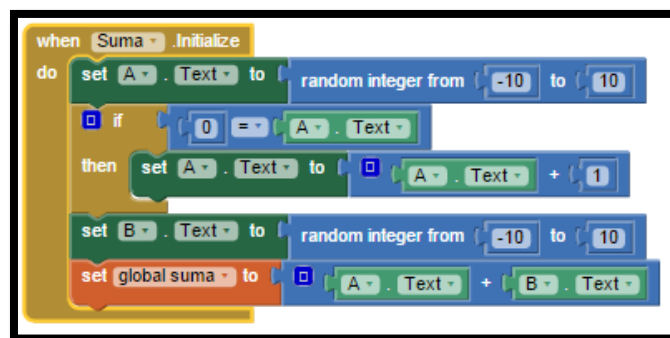 when Suma .Initialize
do set A . Text to random integer from -10 to 10
if 0 = A . Text
then set A . Text to A . Text + 1
set B . Text to random integer from -10 to 10
set global suma to A . Text + B . Text